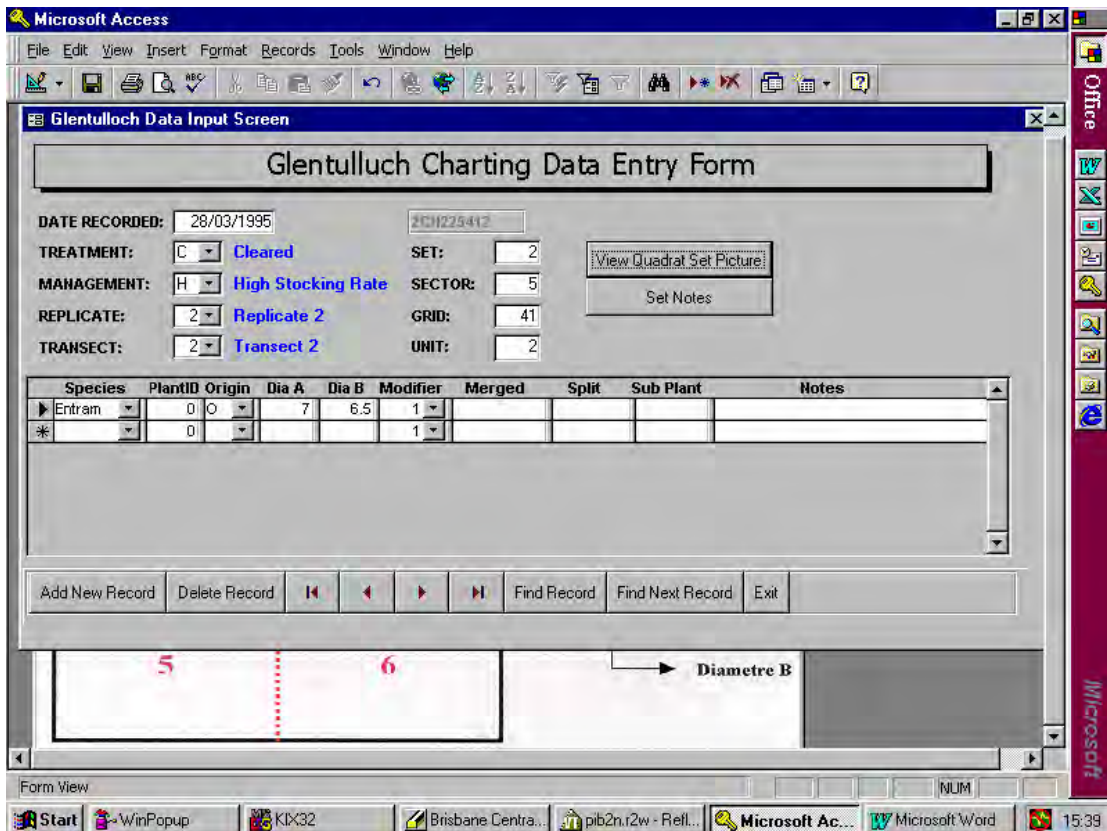 Microsoft Access
File Edit View Insert Format Records Tools Window Help
Office
Glentulloch Data Input Screen
Glentulluch Charting Data Entry Form
DATE RECORDED: 28/03/1995 2CH225412
TREATMENT: C Cleared SET: 2
View Quadrat Set Picture
MANAGEMENT: H High Stocking Rate SECTOR: 5
Set Notes
REPLICATE: 2 Replicate 2 GRID: 41
TRANSECT: 2 Transect 2 UNIT: 2
Species PlantID Origin Dia A Dia B Modifier Merged Split Sub Plant Notes
Entram 0 O 7 6.5 1
0 1
Add New Record Delete Record Find Record Find Next Record Exit
5 6 Diametre B
Microsoft
Form View NUM
Start WinPopup KIX32 Brisbane Centra... pib2n.r2w - Refl... Microsoft Ac... Microsoft Word 15:39